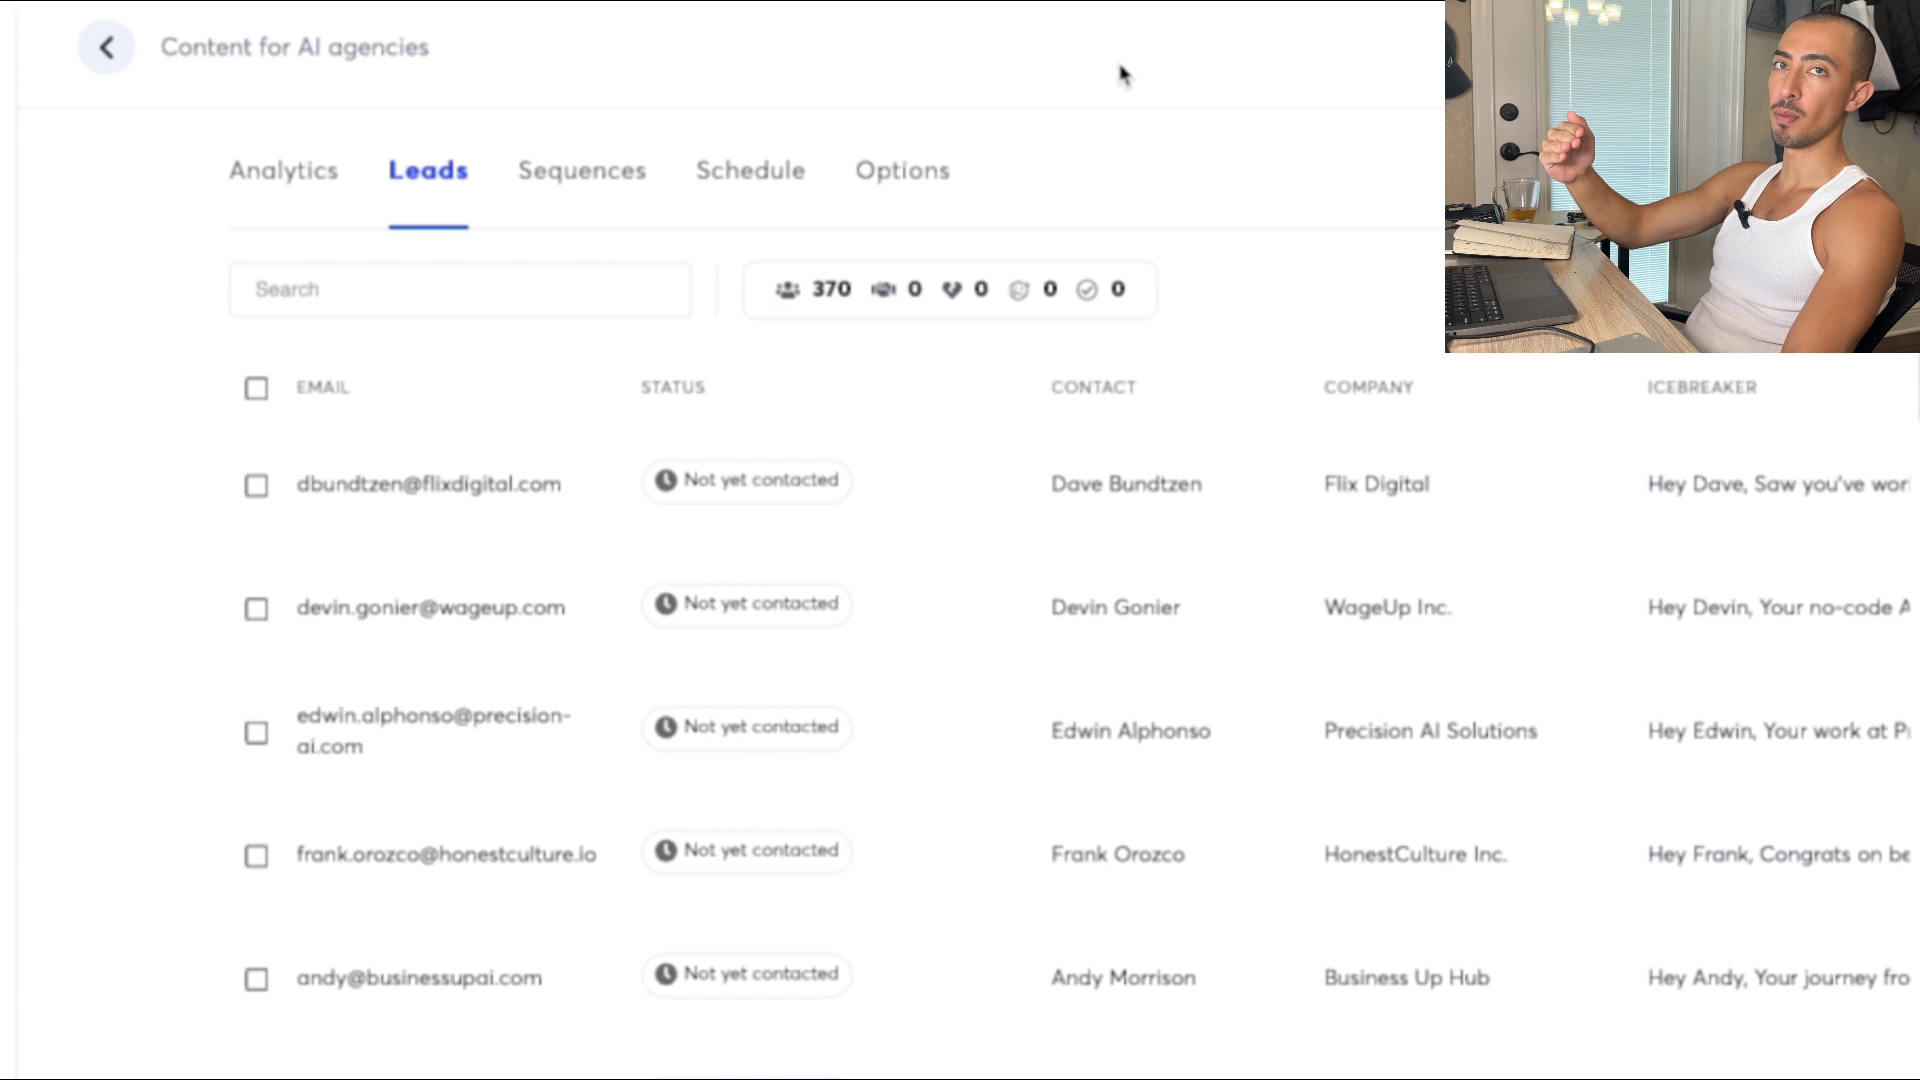 Content for AI agencies
Analytics Leads Sequences Schedule Options
Search 370 0 0 0 0
EMAIL STATUS CONTACT COMPANY ICEBREAKER
dbundtzen@flixdigital.com Not yet contacted Dave Bundtzen Flix Digital Hey Dave, Saw you've wor
devin.gonier@wageup.com Not yet contacted Devin Gonier WageUp Inc. Hey Devin, Your no-code A
edwin.alphonso@precision-
ai.com Not yet contacted Edwin Alphonso Precision AI Solutions Hey Edwin, Your work at P
frank.orozco@honestculture.io Not yet contacted Frank Orozco HonestCulture Inc. Hey Frank, Congrats on be
andy@businessupai.com Not yet contacted Andy Morrison Business Up Hub Hey Andy, Your journey fro